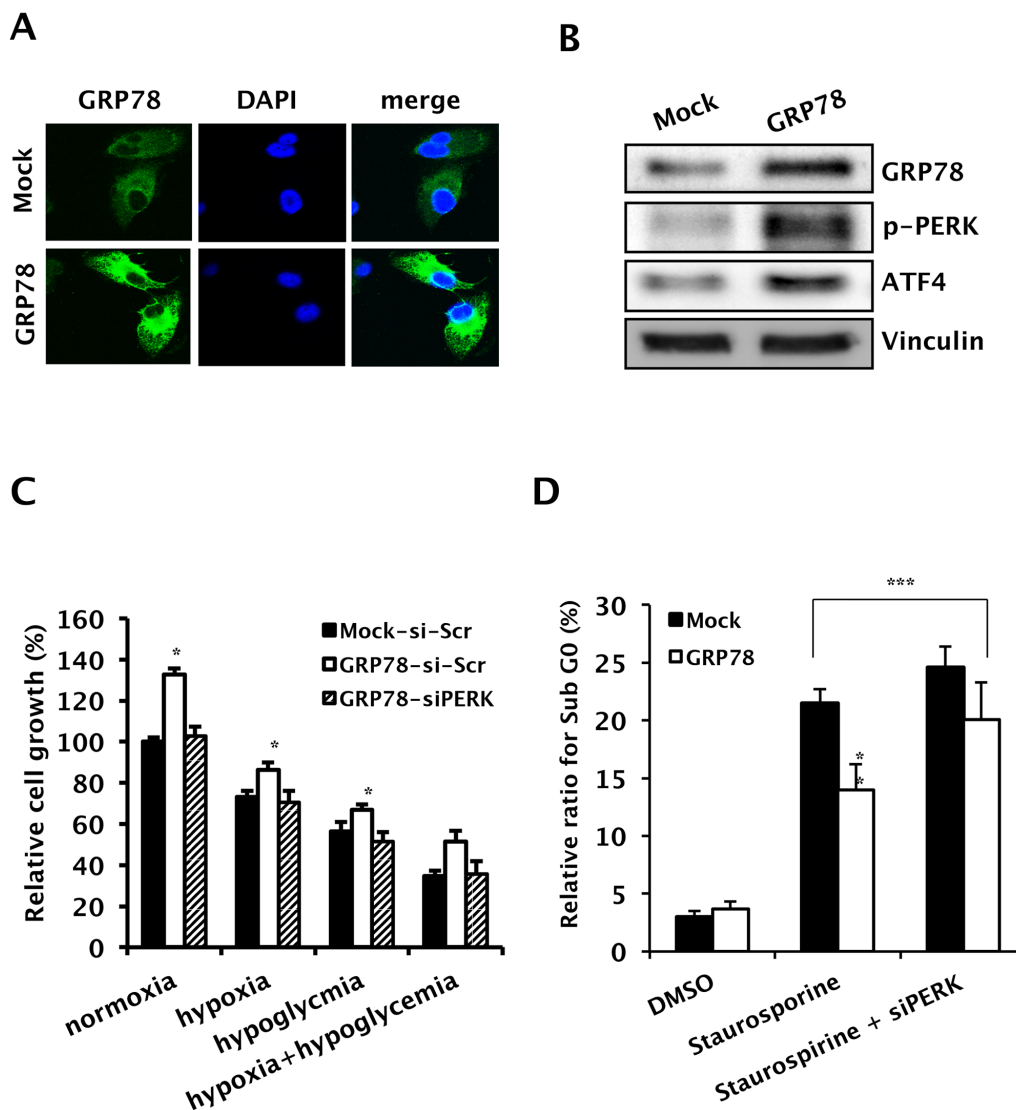 A
GRP78 DAPI merge
Mock
GRP78
B
Mock GRP78
GRP78
p-PERK
ATF4
Vinculin
C
Relative cell growth (%)
160
140
120
100
80
60
40
20
0
Mock-si-Scr
GRP78-si-Scr
GRP78-siPERK
*
*
*
normoxia
hypoxia
hypoglycmia
hypoxia+hypoglycemia
D
Relative ratio for Sub G0 (%)
30
25
20
15
10
5
0
Mock
GRP78
***
*
*
DMSO
Staurosporine
Staurospirine + siPERK